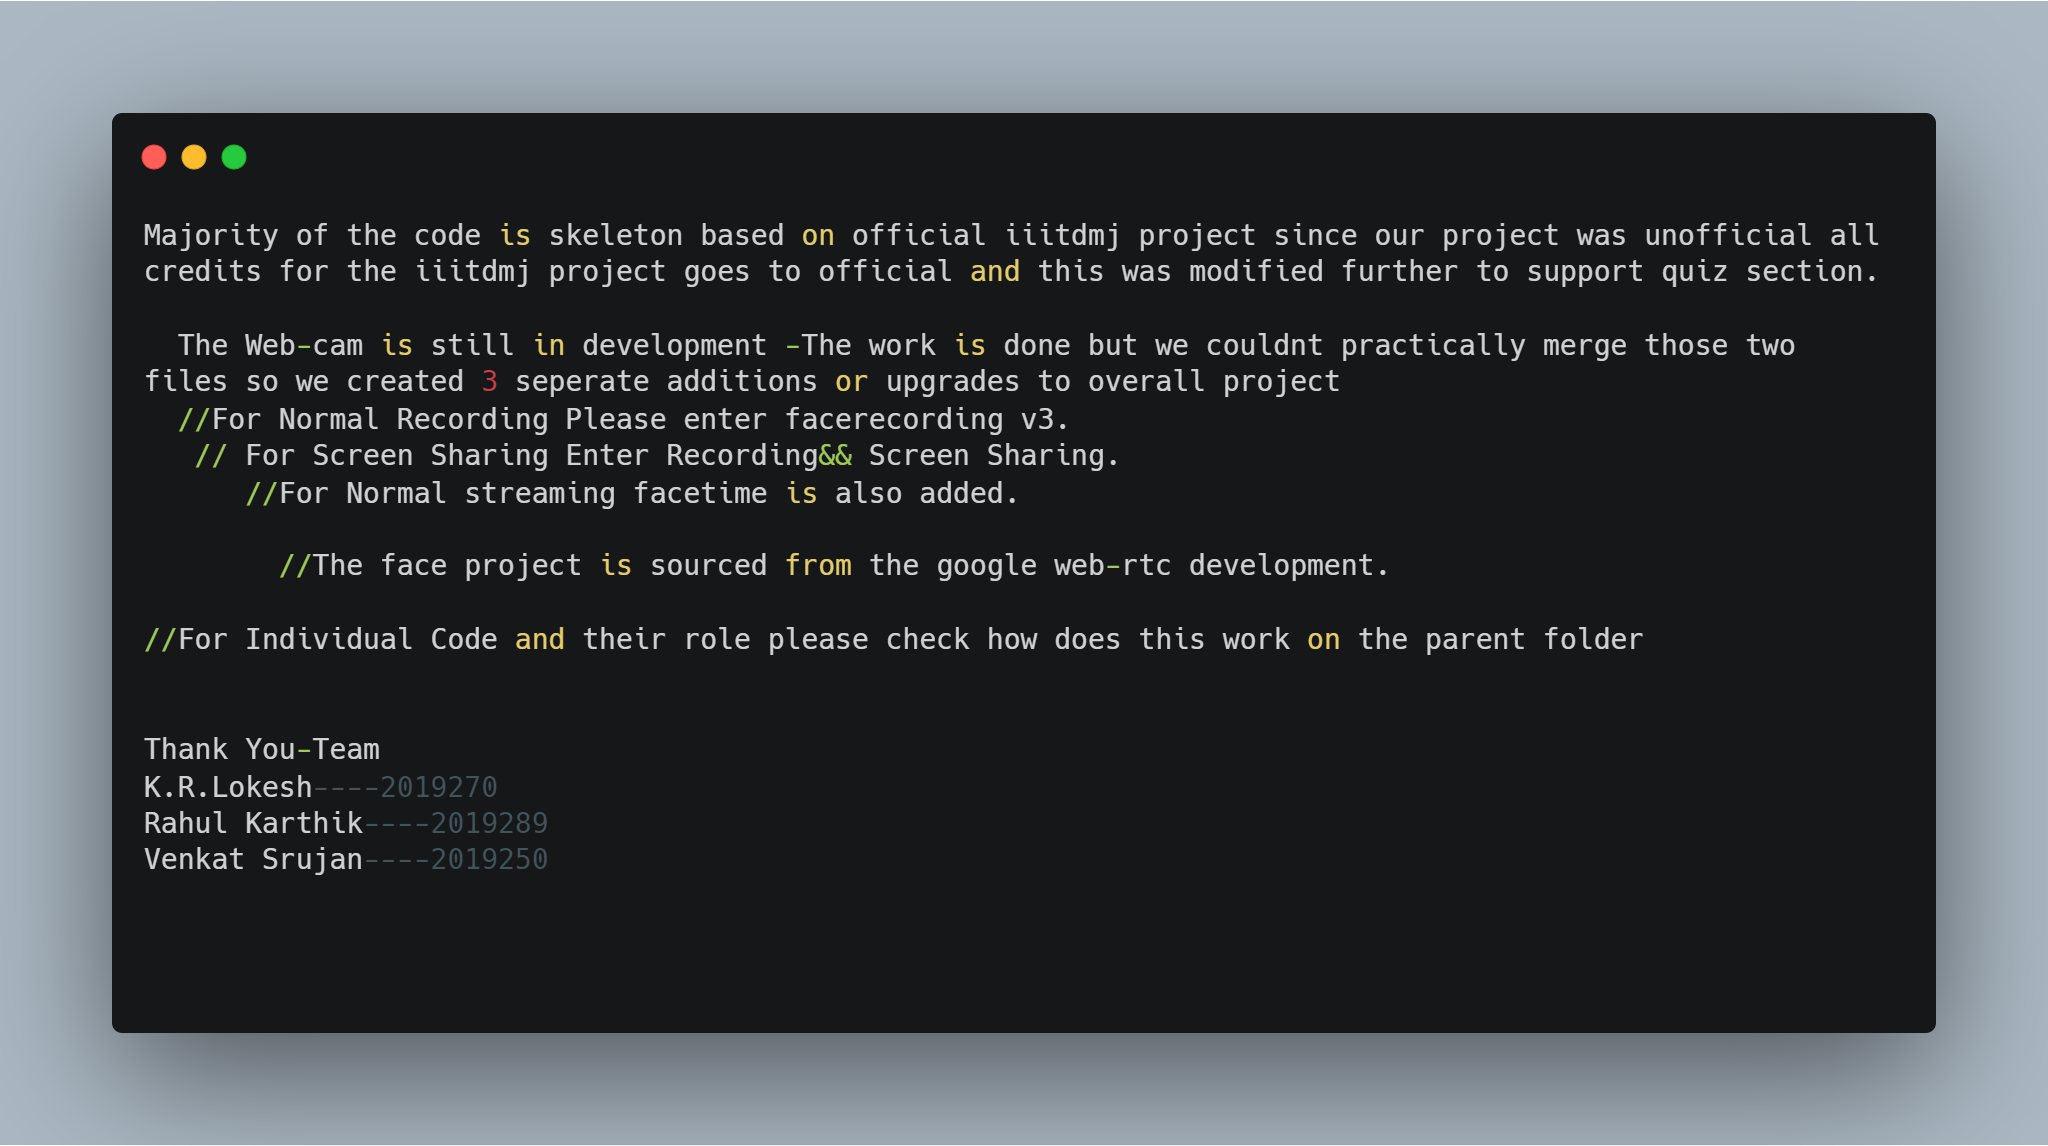 Majority of the code is skeleton based on official iiitdmj project since our project was unofficial all
credits for the iiitdmj project goes to official and this was modified further to support quiz section.
The Web-cam is still in development -The work is done but we couldnt practically merge those two
files so we created 3 seperate additions or upgrades to overall project
//For Normal Recording Please enter facerecording v3.
// For Screen Sharing Enter Recording&& Screen Sharing.
//For Normal streaming facetime is also added.
//The face project is sourced from the google web-rtc development.
//For Individual Code and their role please check how does this work on the parent folder
Thank You-Team
K.R.Lokesh----2019270
Rahul Karthik----2019289
Venkat Srujan----2019250